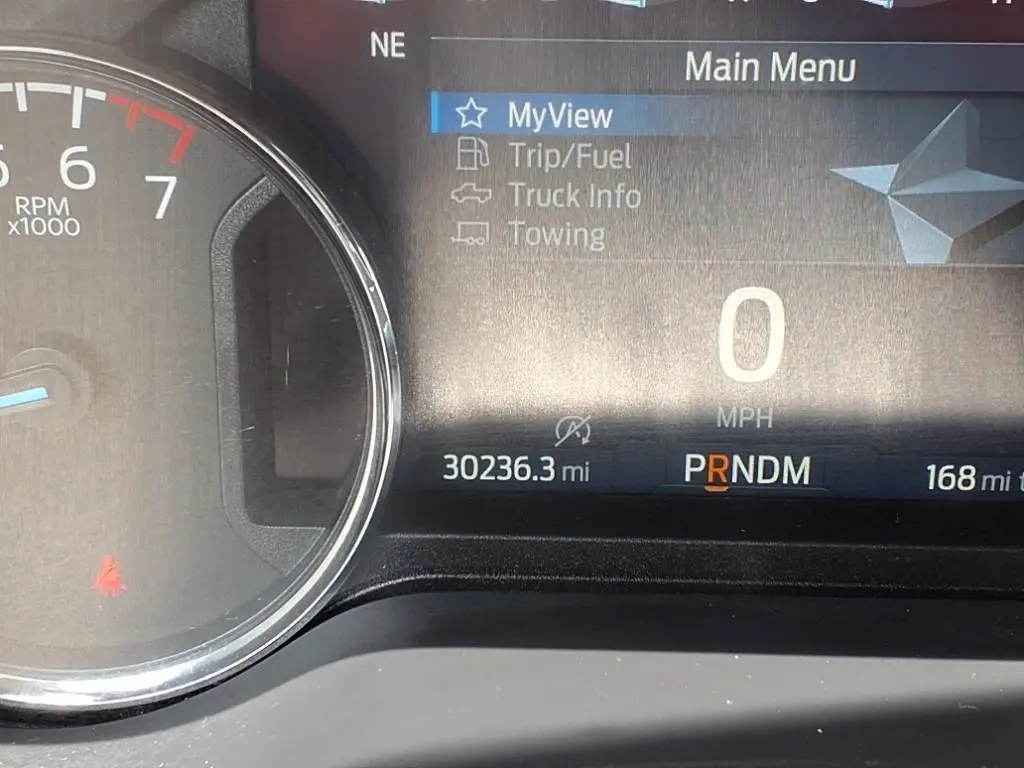 NE
Main Menu
MyView
Trip/Fuel
Truck Info
Towing
6
7
RPM
x1000
0
MPH
30236.3 mi
PRNDM
168 mi